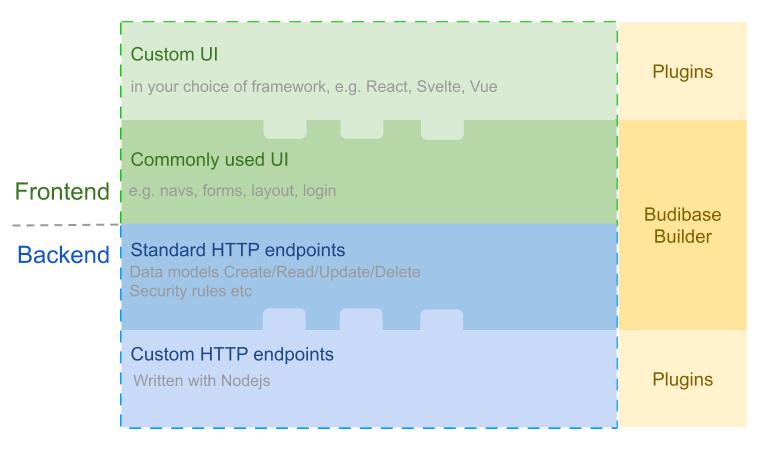 Custom UI
in your choice of framework, e.g. React, Svelte, Vue
Plugins
Commonly used UI
e.g. navs, forms, layout, login
Frontend
Backend
Budibase
Builder
Standard HTTP endpoints
Data models Create/Read/Update/Delete
Security rules etc
Custom HTTP endpoints
Written with Nodejs
Plugins